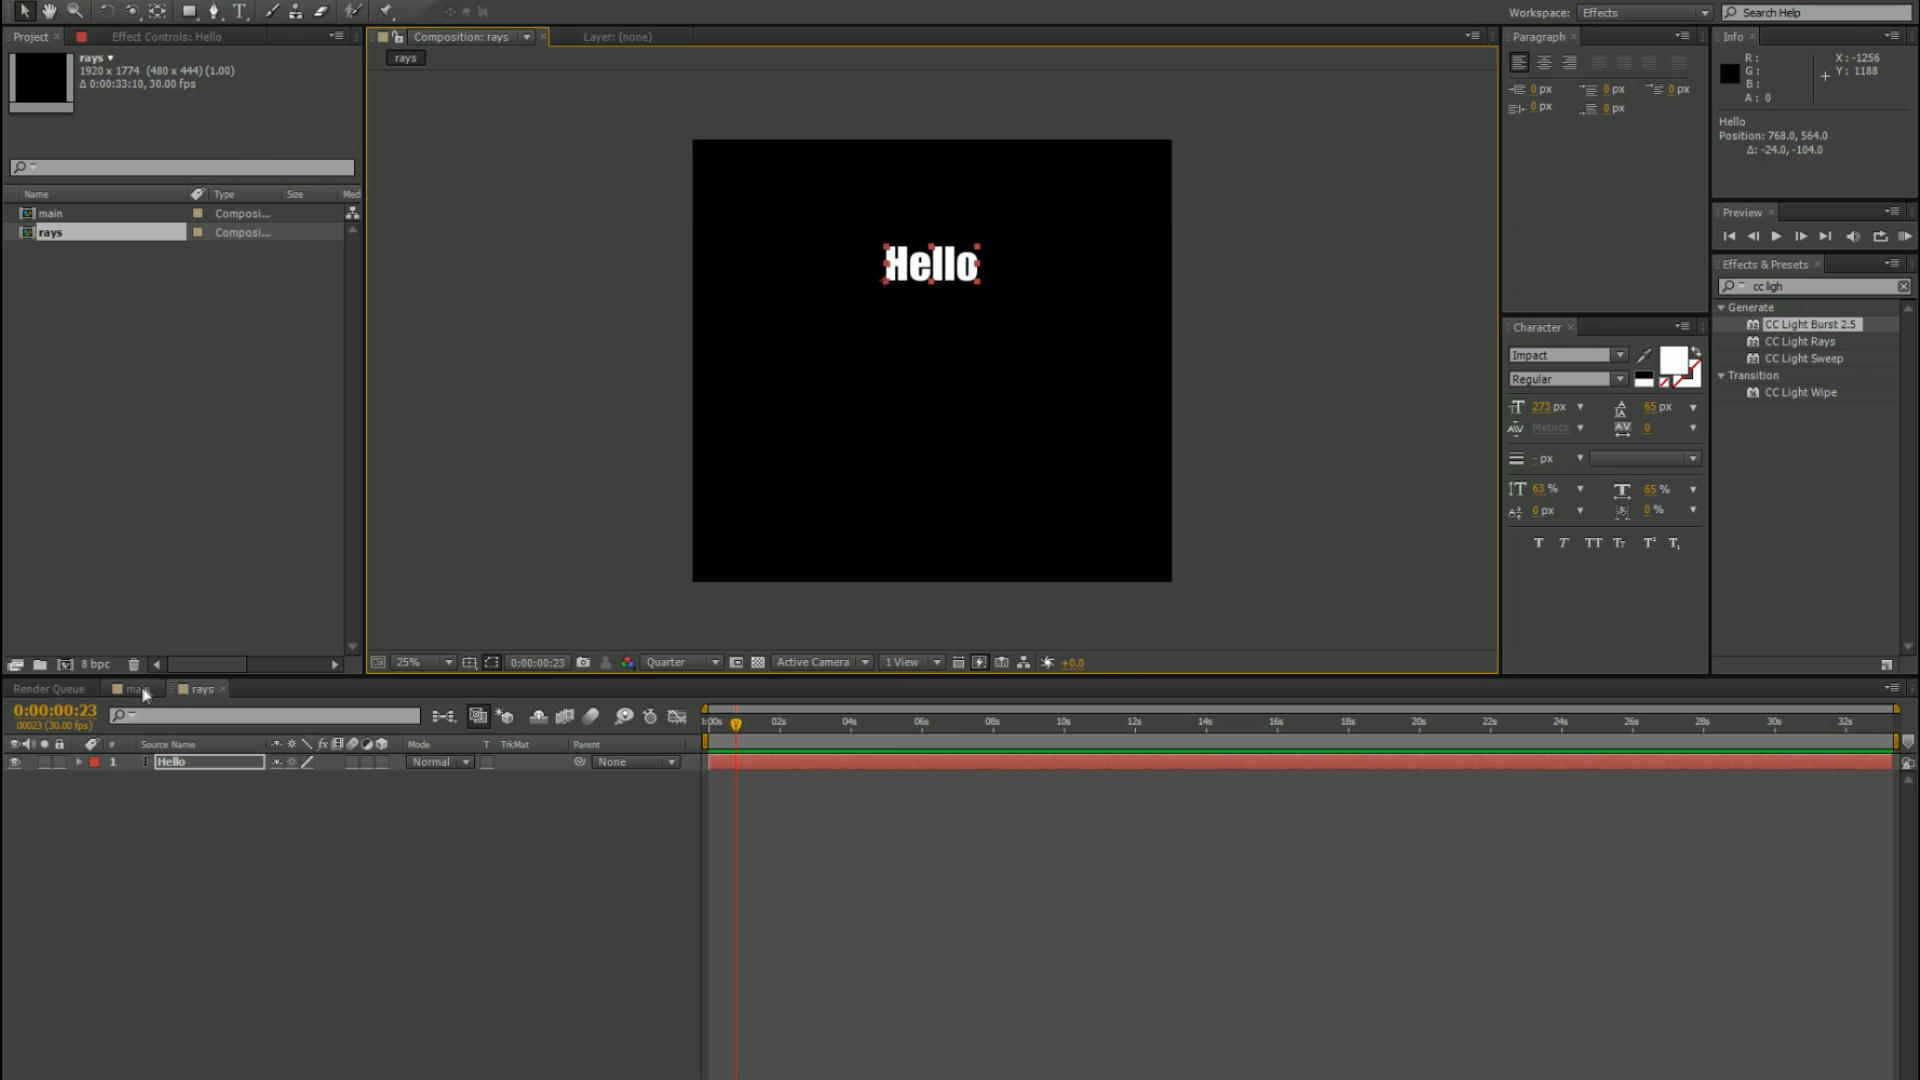 Workspace: Effects Search Help
Project Effect Controls: Hello Composition: rays Layer: (none) Paragraph Info
rays
1920 x 1774 (480 x 444) (1.00)
Δ 0:00:33:10, 30.00 fps
rays
R :
G :
B :
A : 0
X : -1256
Y : 1188
0 px 0 px 0 px
0 px 0 px
Hello
Position: 768.0, 564.0
Δ: -24.0, -104.0
Name Type Size Med
main Composi...
rays Composi...
Preview
Hello
Effects & Presets
cc ligh
Generate
CC Light Burst 2.5
CC Light Rays
CC Light Sweep
Transition
CC Light Wipe
Character
Impact
Regular
273 px 65 px
Metrics 0
- px
63 % 65 %
0 px 0 %
T T TT Tт T¹ T₁
8 bpc 25% 0:00:00:23 Quarter Active Camera 1 View +0.0
Render Queue rays
0:00:00:23
00023 (30.00 fps)
:00s 02s 04s 06s 08s 10s 12s 14s 16s 18s 20s 22s 24s 26s 28s 30s 32s
# Source Name fx Mode T TrkMat Parent
1 T Hello Normal None